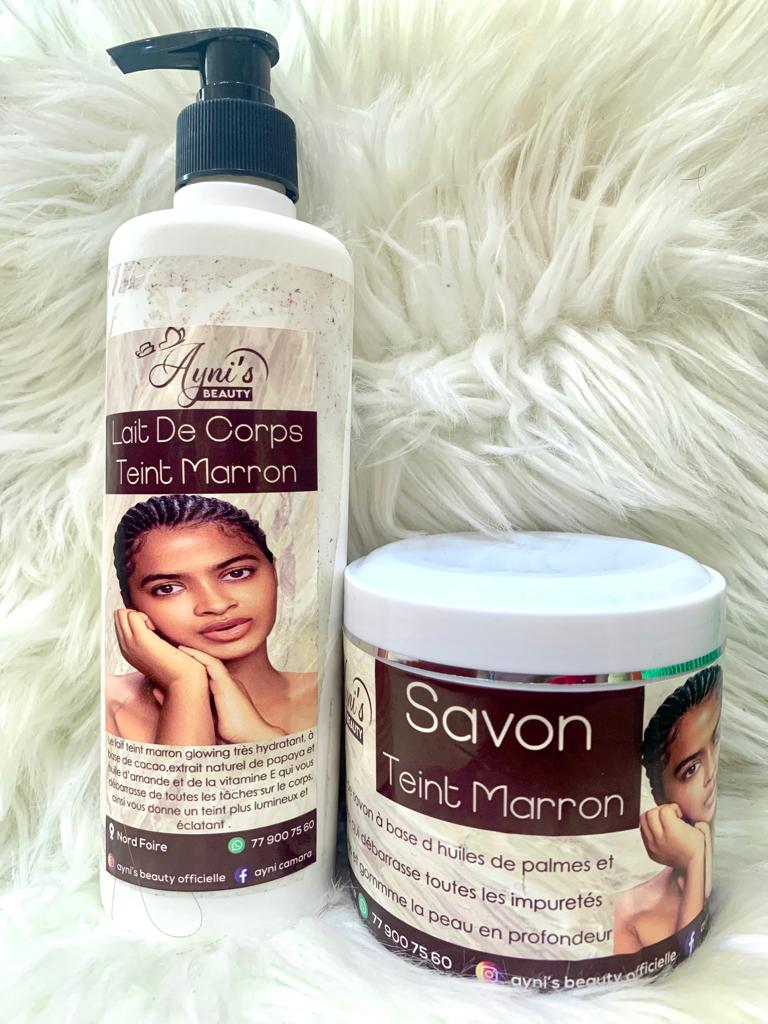 Ayni's
BEAUTY
Lait De Corps
Teint Marron
Le lait teint marron glowing très hydratant, à
base de cacao,extrait naturel de papaya et
huile d'amande et de la vitamine E qui vous
débarrasse de toutes les tâches sur le corps,
ainsi vous donne un teint plus lumineux et
éclatant .
Nord Foire
77 900 75 60
ayni's beauty officielle
ayni camara
Savon
Teint Marron
savon à base d huiles de palmes et
qui débarrasse toutes les impuretés
et gommme la peau en profondeur
77 900 75 60
ayni's beauty officielle